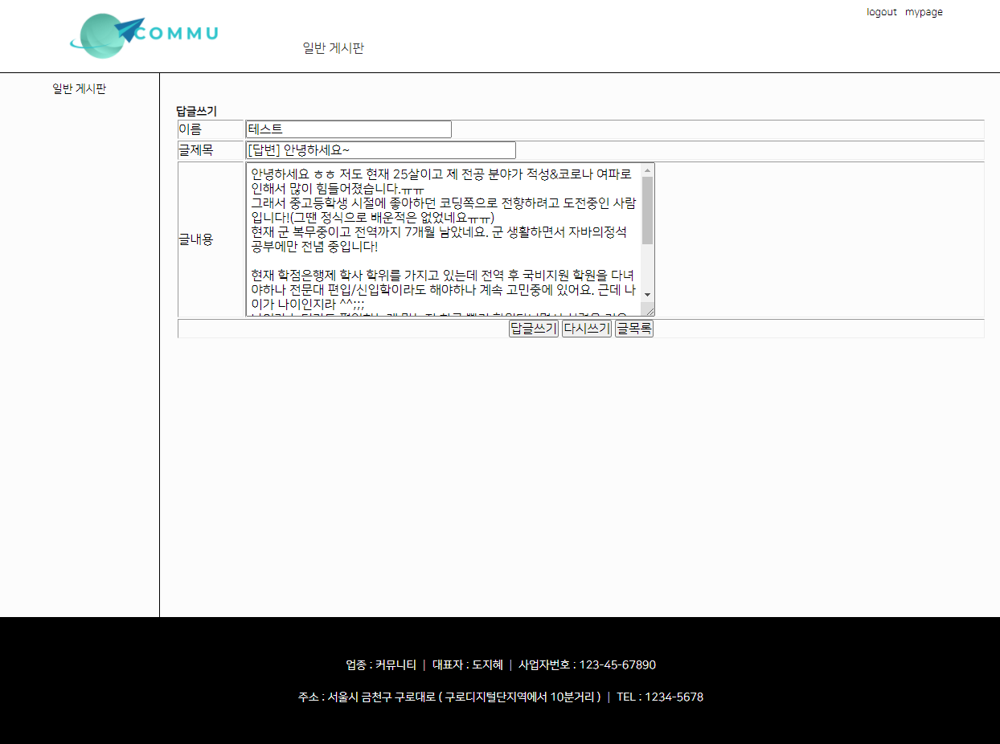 logout mypage
COMMU
일반 게시판
일반 게시판
답글쓰기
이름 테스트
글제목 [답변] 안녕하세요~
글내용
안녕하세요 ㅎㅎ 저도 현재 25살이고 제 전공 분야가 적성&코로나 여파로
인해서 많이 힘들어졌습니다.ㅠㅠ
그래서 중고등학생 시절에 좋아하던 코딩쪽으로 전향하려고 도전중인 사람
입니다!(그땐 정식으로 배운적은 없었네요ㅠㅠ)
현재 군 복무중이고 전역까지 7개월 남았네요. 군 생활하면서 자바의정석
공부에만 전념 중입니다!
현재 학점은행제 학사 학위를 가지고 있는데 전역 후 국비지원 학원을 다녀
야하나 전문대 편입/신입학이라도 해야하나 계속 고민중에 있어요. 근데 나
이가 나이인지라 ^^;;;
답글쓰기 다시쓰기 글목록
업종 : 커뮤니티 | 대표자 : 도지혜 | 사업자번호 : 123-45-67890
주소 : 서울시 금천구 구로대로 ( 구로디지털단지역에서 10분거리 ) | TEL : 1234-5678